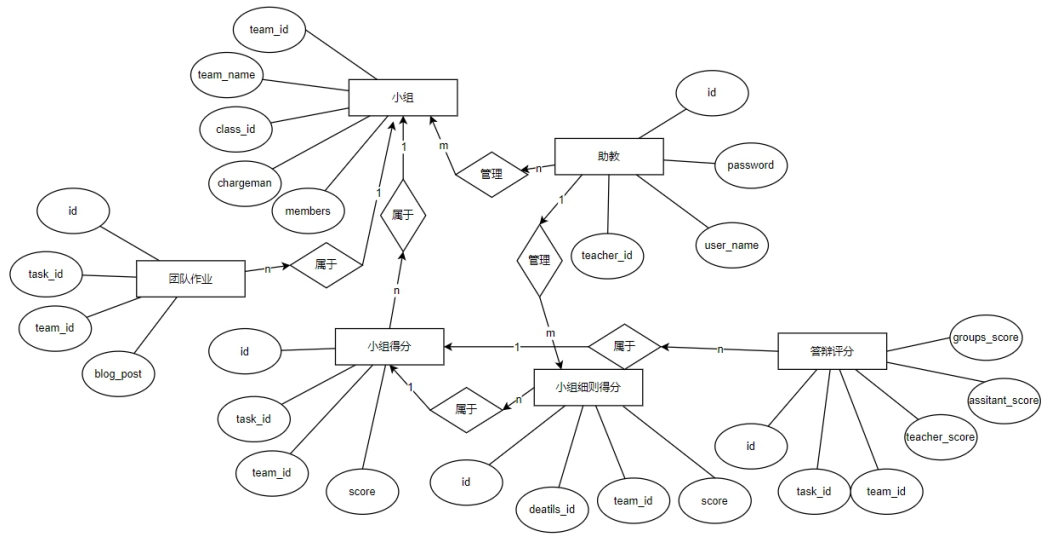 team_id
team_name
小组
class_id
chargeman
members
id
password
助教
user_name
teacher_id
m
管理
n
1
管理
m
1
属于
n
1
属于
n
id
task_id
团队作业
team_id
blog_post
id
小组得分
task_id
team_id
score
1
属于
n
1
属于
n
小组细则得分
id
deatils_id
team_id
score
答辩评分
groups_score
assitant_score
teacher_score
id
task_id
team_id